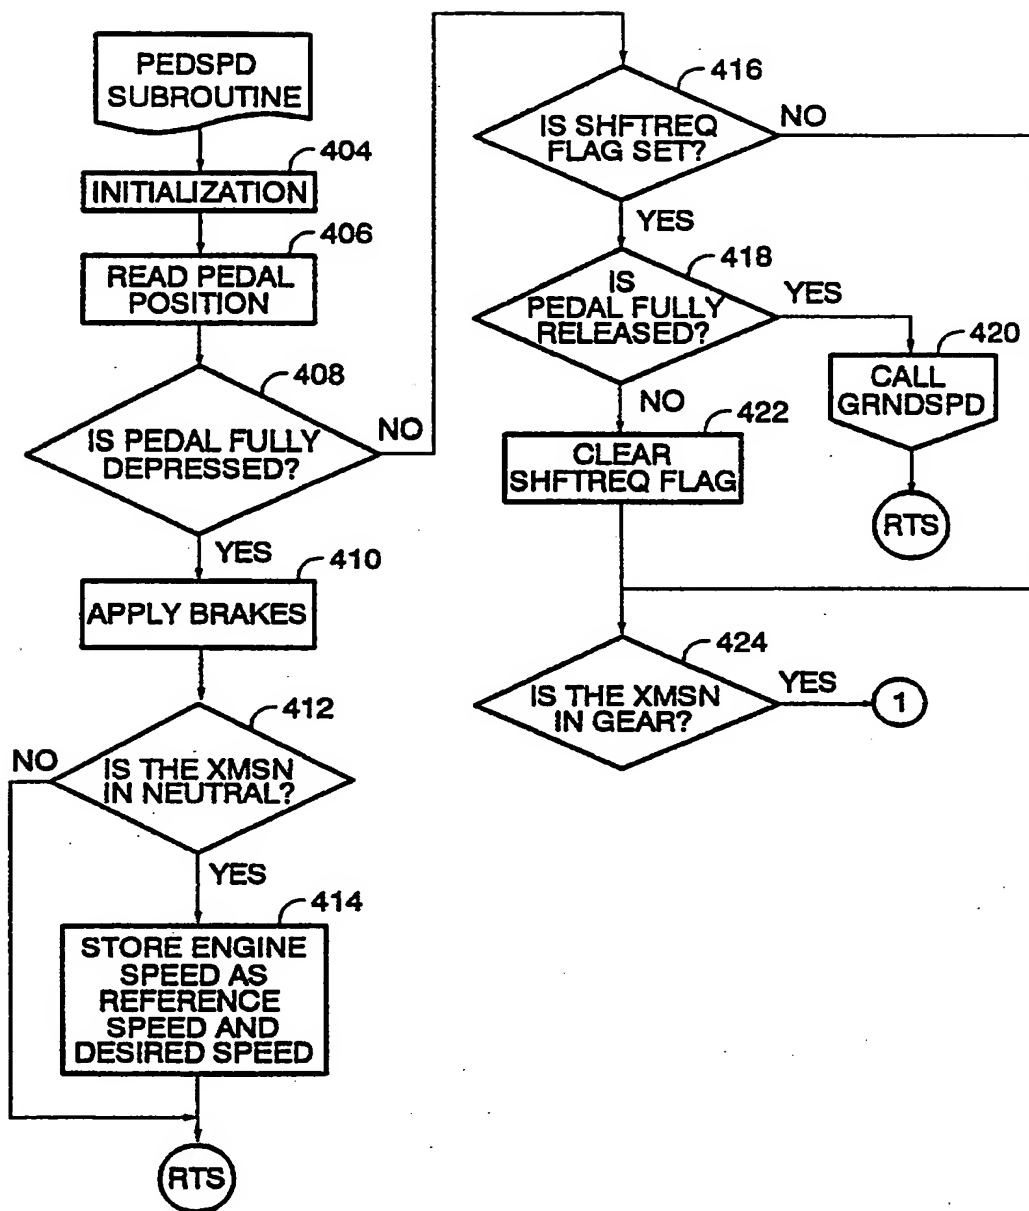 PEDSPD
SUBROUTINE
404
INITIALIZATION
406
READ PEDAL
POSITION
408
IS PEDAL FULLY
DEPRESSED?
NO
YES
410
APPLY BRAKES
412
NO
IS THE XMSN
IN NEUTRAL?
YES
414
STORE ENGINE
SPEED AS
REFERENCE
SPEED AND
DESIRED SPEED
RTS
416
IS SHFTREQ
FLAG SET?
NO
YES
418
IS
PEDAL FULLY
RELEASED?
YES
420
CALL
GRNDSPD
RTS
NO
422
CLEAR
SHFTREQ FLAG
424
IS THE XMSN
IN GEAR?
YES
1